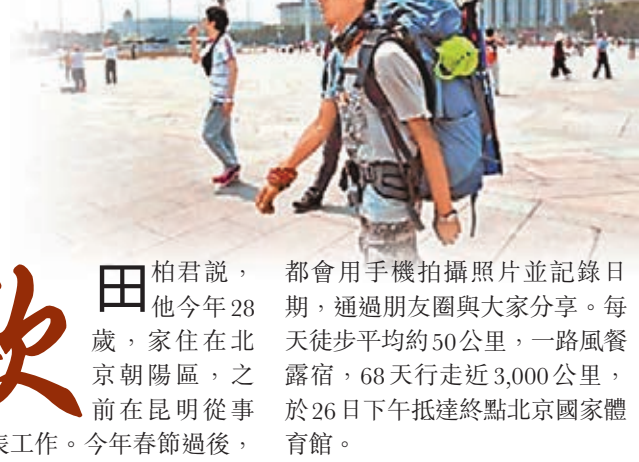 田柏君説，
他今年28
歲，家住在北
京朝陽區，之
前在昆明從事
表工作。今年春節過後，
都會用手機拍攝照片並記錄日
期，通過朋友圈與大家分享。每
天徒步平均約50公里，一路風餐
露宿，68天行走近3,000公里，
於26日下午抵達終點北京國家體
育館。